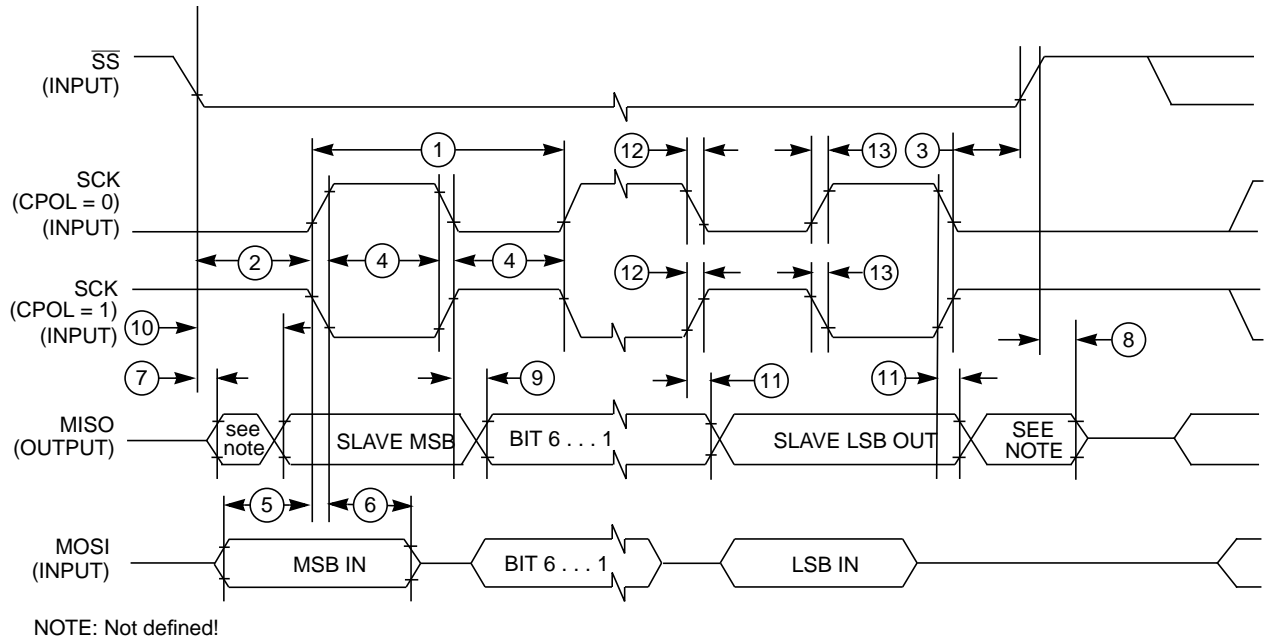 SS
(INPUT)
1
12
13
3
SCK
(CPOL = 0)
(INPUT)
2
4
4
12
13
SCK
(CPOL = 1)
(INPUT)
10
8
7
9
11
11
MISO
(OUTPUT)
see
note
SLAVE MSB
BIT 6 . . . 1
SLAVE LSB OUT
SEE
NOTE
5
6
MOSI
(INPUT)
MSB IN
BIT 6 . . . 1
LSB IN
NOTE: Not defined!